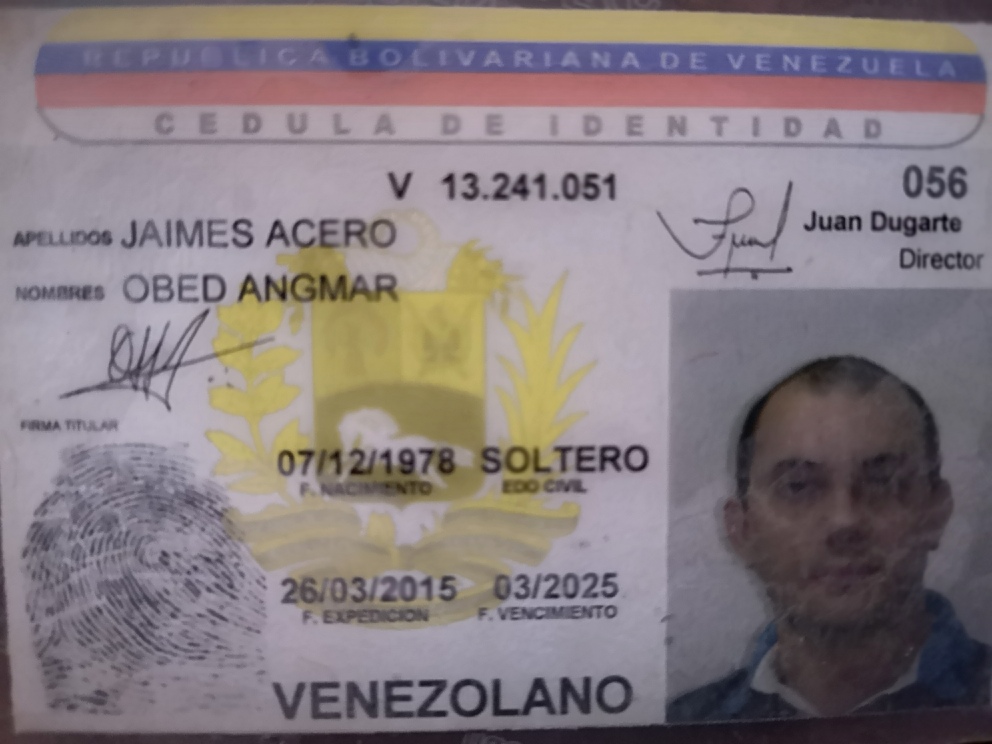 REPUBLICA BOLIVARIANA DE VENEZUELA
CEDULA DE IDENTIDAD
V 13.241.051
056
APELLIDOS JAIMES ACERO
Juan Dugarte
Director
NOMBRES OBED ANGMAR
FIRMA TITULAR
07/12/1978 SOLTERO
F. NACIMIENTO EDO CIVIL
26/03/2015 03/2025
F. EXPEDICION F. VENCIMIENTO
VENEZOLANO